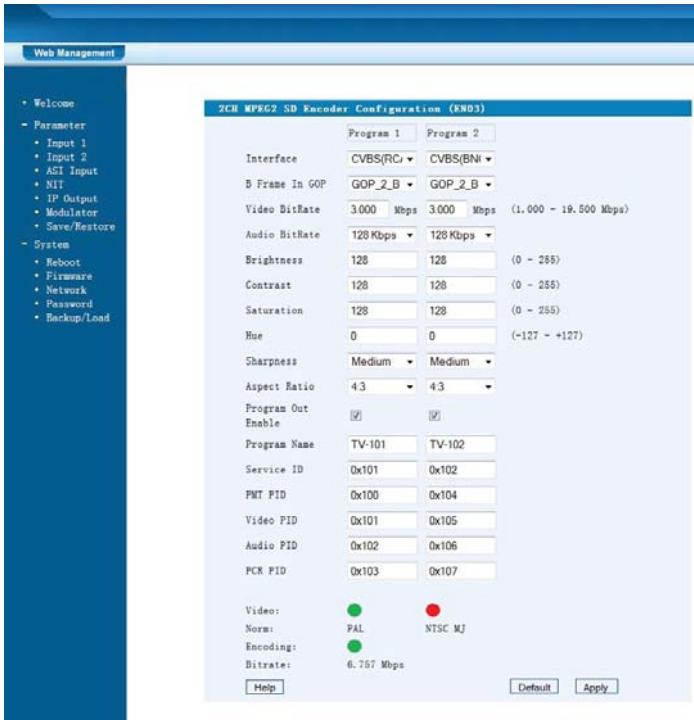 Web Management
Welcome
Parameter
Input 1
Input 2
ASI Input
NIT
IP Output
Modulator
Save/Restore
System
Reboot
Firmware
Network
Password
Backup/Load
2CH MPEG2 SD Encoder Configuration (EN03)
Program 1 Program 2
Interface CVBS(RC/ CVBS(BNC
B Frame In GOP GOP_2_B GOP_2_B
Video BitRate 3.000 Mbps 3.000 Mbps (1.000 - 19.500 Mbps)
Audio BitRate 128 Kbps 128 Kbps
Brightness 128 128 (0 - 255)
Contrast 128 128 (0 - 255)
Saturation 128 128 (0 - 255)
Hue 0 0 (-127 - +127)
Sharpness Medium Medium
Aspect Ratio 4:3 4:3
Program Out
Enable
Program Name TV-101 TV-102
Service ID 0x101 0x102
PMT PID 0x100 0x104
Video PID 0x101 0x105
Audio PID 0x102 0x106
PCR PID 0x103 0x107
Video:
Norm: PAL NTSC MJ
Encoding:
Bitrate: 6.757 Mbps
Help Default Apply